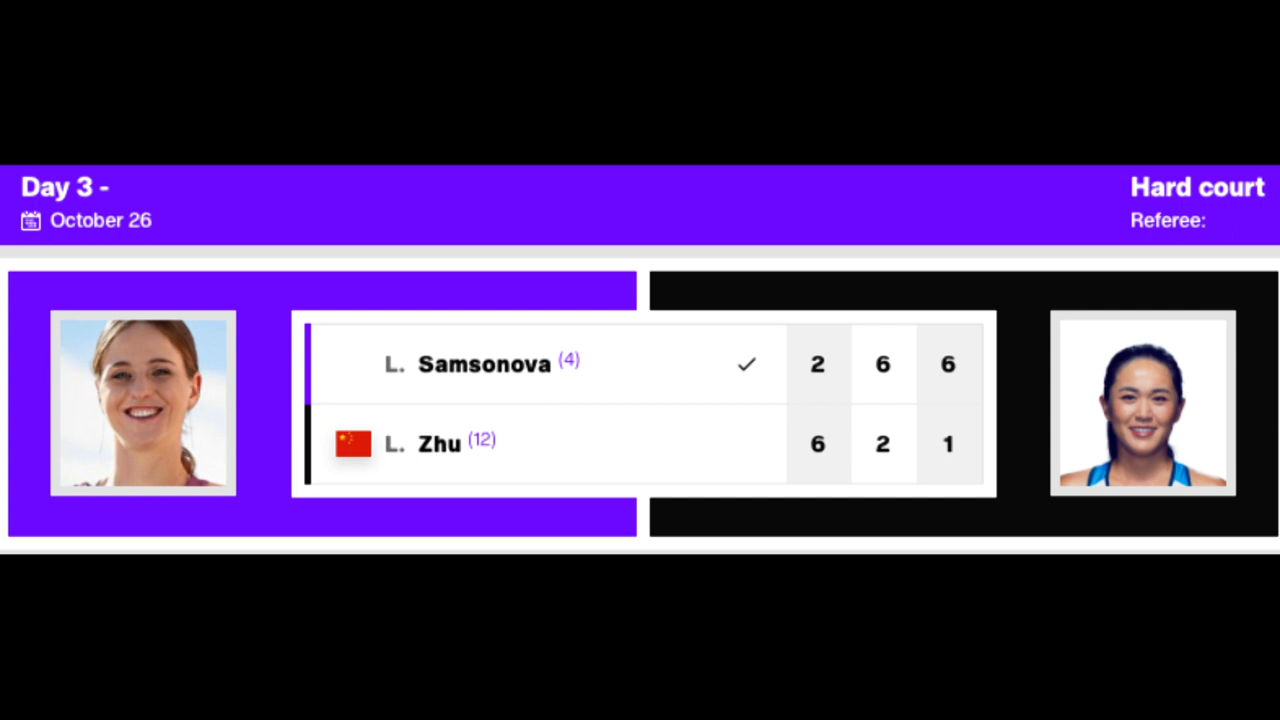 Day 3 -
October 26
Hard court
Referee:
L. Samsonova (4) 2 6 6
L. Zhu (12) 6 2 1